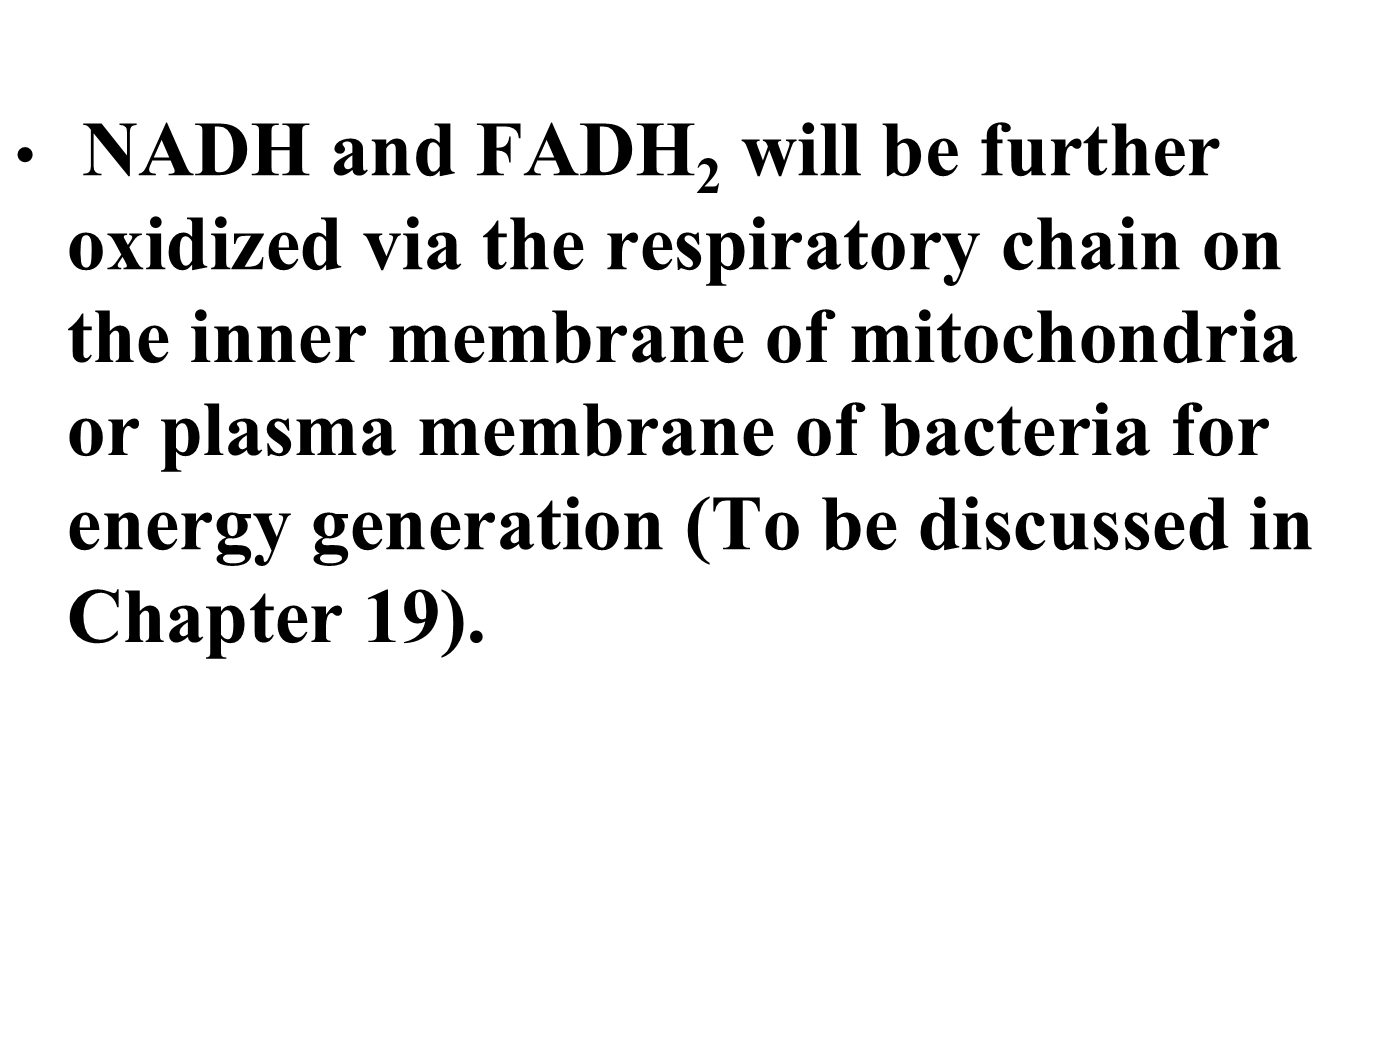 • NADH and FADH₂ will be further
oxidized via the respiratory chain on
the inner membrane of mitochondria
or plasma membrane of bacteria for
energy generation (To be discussed in
Chapter 19).